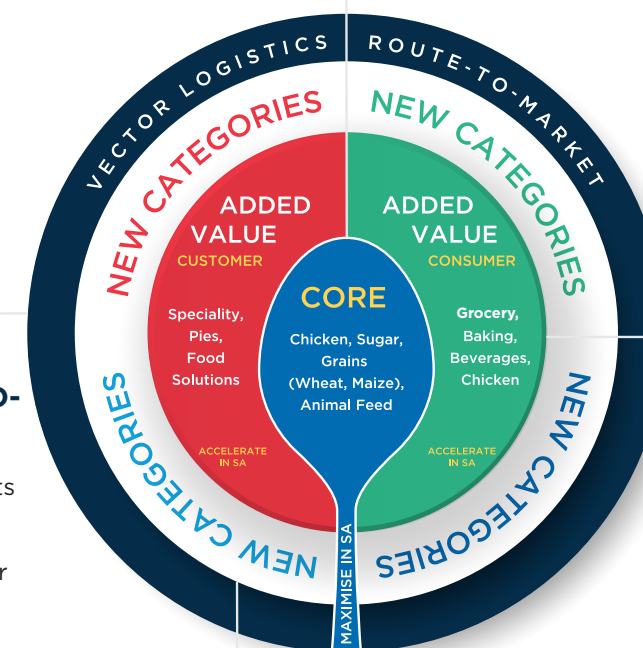 VECTOR LOGISTICS
ROUTE-TO-MARKET
NEW CATEGORIES
NEW CATEGORIES
ADDED
VALUE
CUSTOMER
Speciality,
Pies,
Food
Solutions
ACCELERATE
IN SA
CORE
Chicken, Sugar,
Grains
(Wheat, Maize),
Animal Feed
MAXIMISE IN SA
ADDED
VALUE
CONSUMER
Grocery,
Baking,
Beverages,
Chicken
ACCELERATE
IN SA
NEW CATEGORIES
NEW CATEGORIES